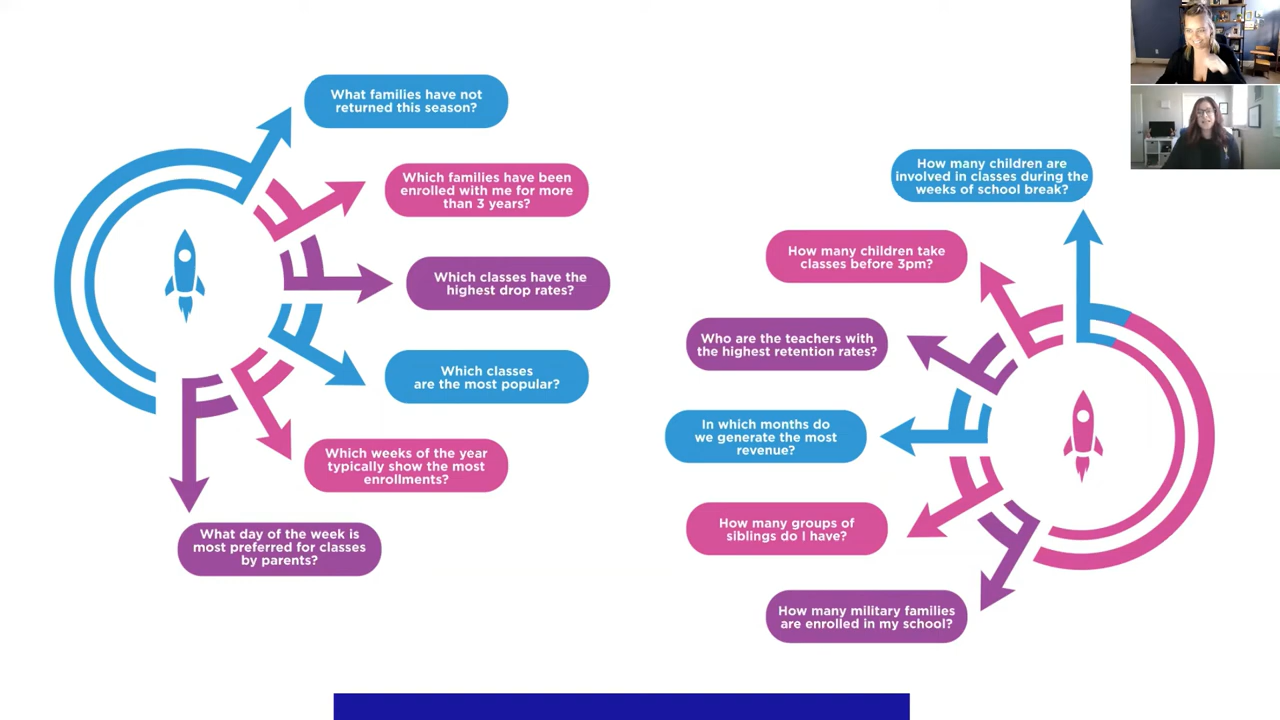 What families have not
returned this season?
Which families have been
enrolled with me for more
than 3 years?
Which classes have the
highest drop rates?
Which classes
are the most popular?
Which weeks of the year
typically show the most
enrollments?
What day of the week is
most preferred for classes
by parents?
How many children are
involved in classes during the
weeks of school break?
How many children take
classes before 3pm?
Who are the teachers with
the highest retention rates?
In which months do
we generate the most
revenue?
How many groups of
siblings do I have?
How many military families
are enrolled in my school?